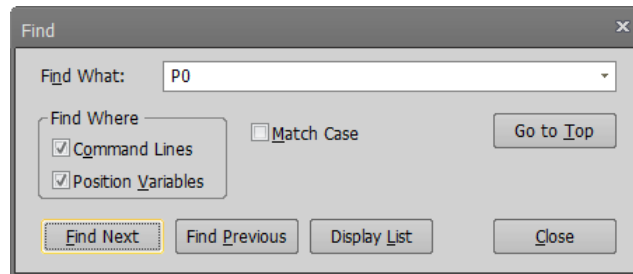 Find
Find What: P0
Find Where
Command Lines
Position Variables
Match Case
Go to Top
Find Next Find Previous Display List Close